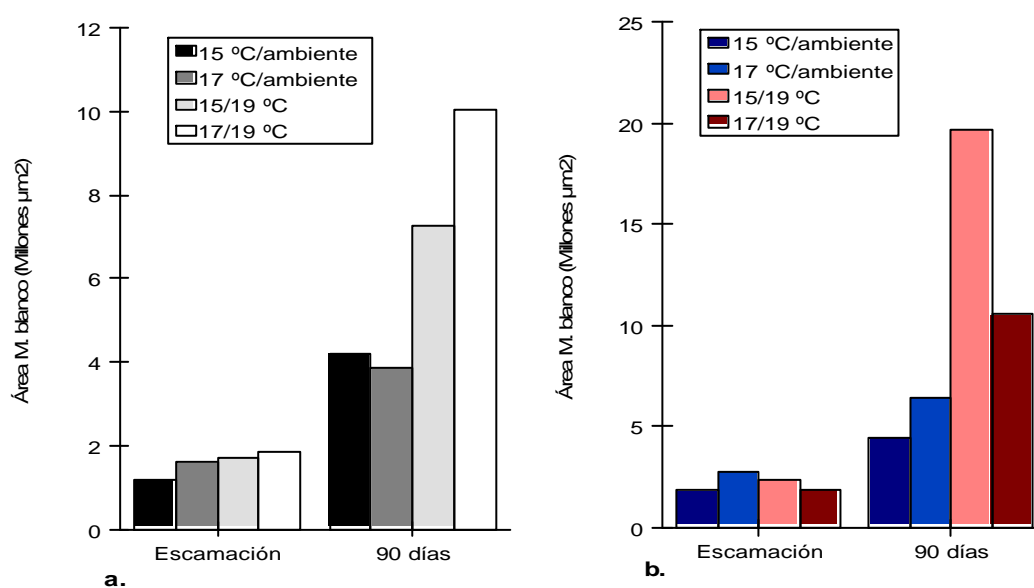 Área M. blanco (Millones µm2)
12
10
8
6
4
2
0
15 ºC/ambiente
17 ºC/ambiente
15/19 ºC
17/19 ºC
Escamación
90 días
a.
Área M. blanco (Millones µm2)
25
20
15
10
5
0
15 ºC/ambiente
17 ºC/ambiente
15/19 ºC
17/19 ºC
Escamación
90 días
b.